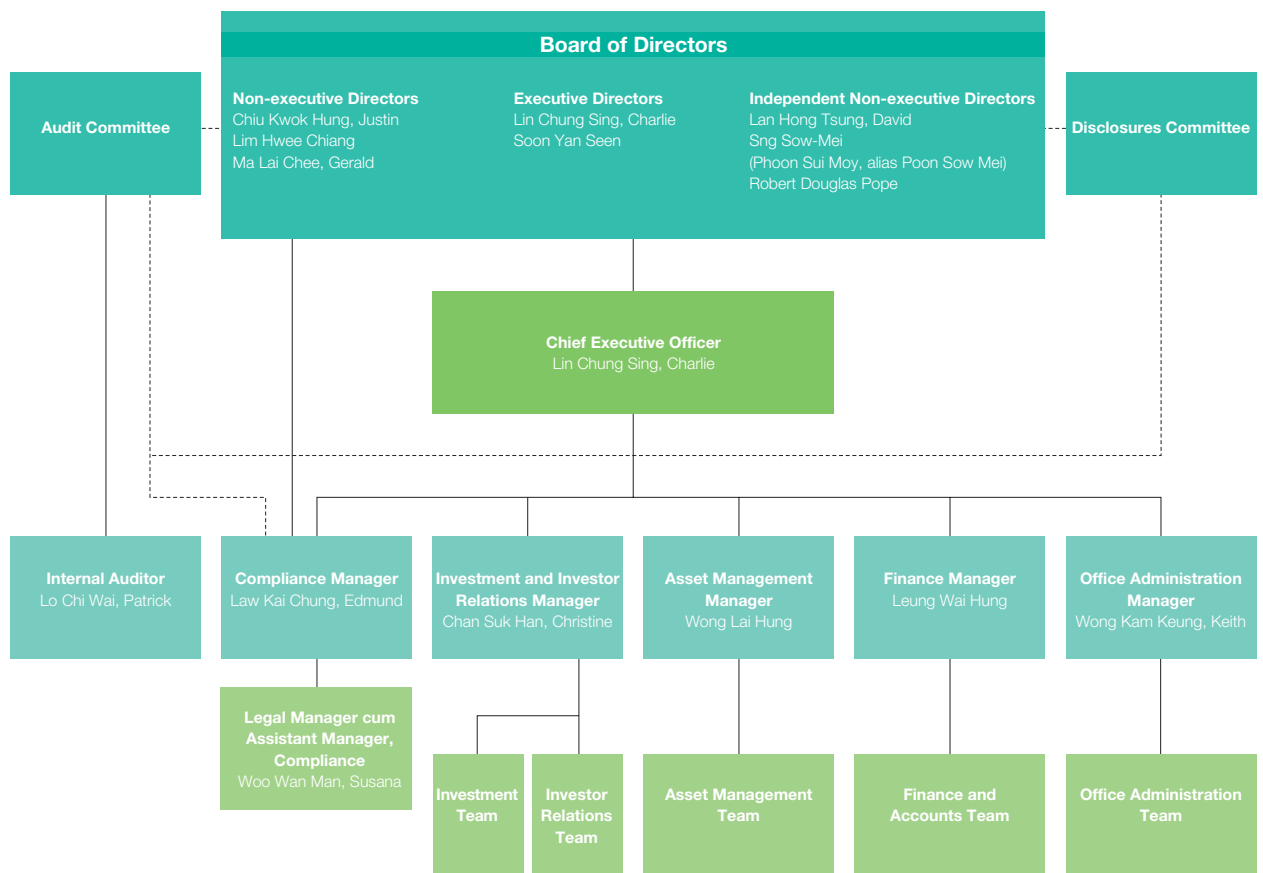 Board of Directors
Audit Committee
Non-executive Directors
Chiu Kwok Hung, Justin
Lim Hwee Chiang
Ma Lai Chee, Gerald
Executive Directors
Lin Chung Sing, Charlie
Soon Yan Seen
Independent Non-executive Directors
Lan Hong Tsung, David
Sng Sow-Mei
(Phoon Sui Moy, alias Poon Sow Mei)
Robert Douglas Pope
Disclosures Committee
Chief Executive Officer
Lin Chung Sing, Charlie
Internal Auditor
Lo Chi Wai, Patrick
Compliance Manager
Law Kai Chung, Edmund
Investment and Investor
Relations Manager
Chan Suk Han, Christine
Asset Management
Manager
Wong Lai Hung
Finance Manager
Leung Wai Hung
Office Administration
Manager
Wong Kam Keung, Keith
Legal Manager cum
Assistant Manager,
Compliance
Woo Wan Man, Susana
Investment
Team
Investor
Relations
Team
Asset Management
Team
Finance and
Accounts Team
Office Administration
Team